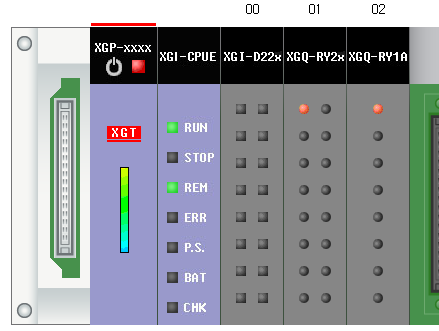 00 01 02
XGP-xxxx XGI-CPUE XGI-D22x XGQ-RY2x XGQ-RY1A
XGT
RUN
STOP
REM
ERR
P.S.
BAT
CHK